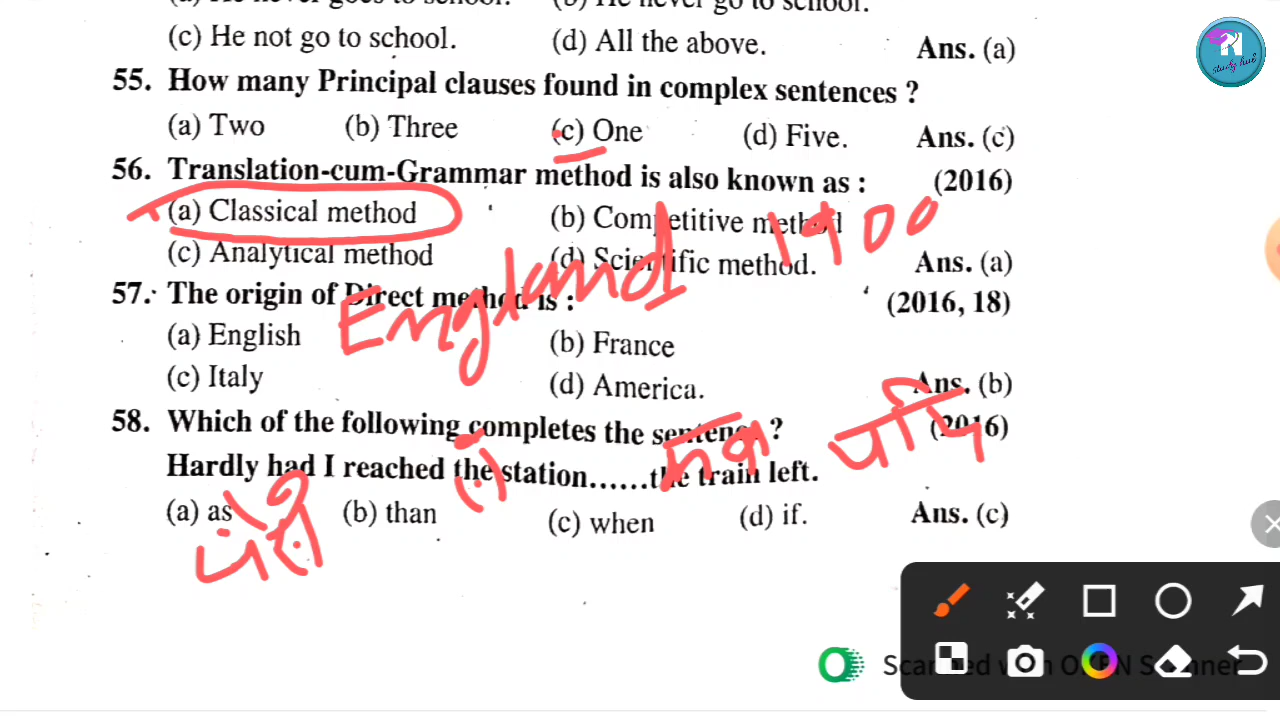 (c) He not go to school. (d) All the above. Ans. (a)
study hub
55. How many Principal clauses found in complex sentences ?
(a) Two (b) Three (c) One (d) Five. Ans. (c)
56. Translation-cum-Grammar method is also known as : (2016)
(a) Classical method (b) Competitive method
(c) Analytical method (d) Scientific method. Ans. (a)
England 1900
57. The origin of Direct method is : (2016, 18)
(a) English (b) France
(c) Italy (d) America. Ans. (b)
58. Which of the following completes the sentence ? (2016)
Hardly had I reached the station......the train left.
(a) as (b) than (c) when (d) if. Ans. (c)